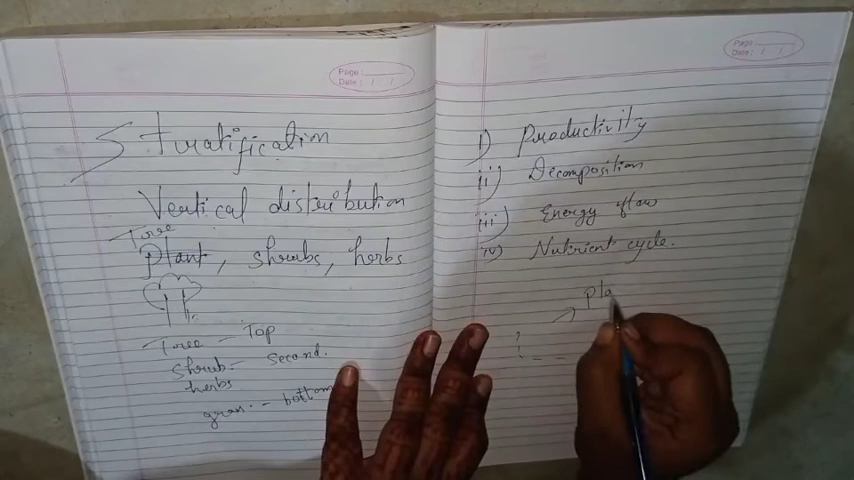 Page:
Date: / /
Stratification
Vertical distribution
Tree
Plant, shrubs, herbs
Tree - Top
Shrub - Second.
herbs
gran. - bottom
Page:
Date: / /
i) Productivity
ii) Decomposition
iii) Energy flow
iv) Nutrient cycle.
Pla